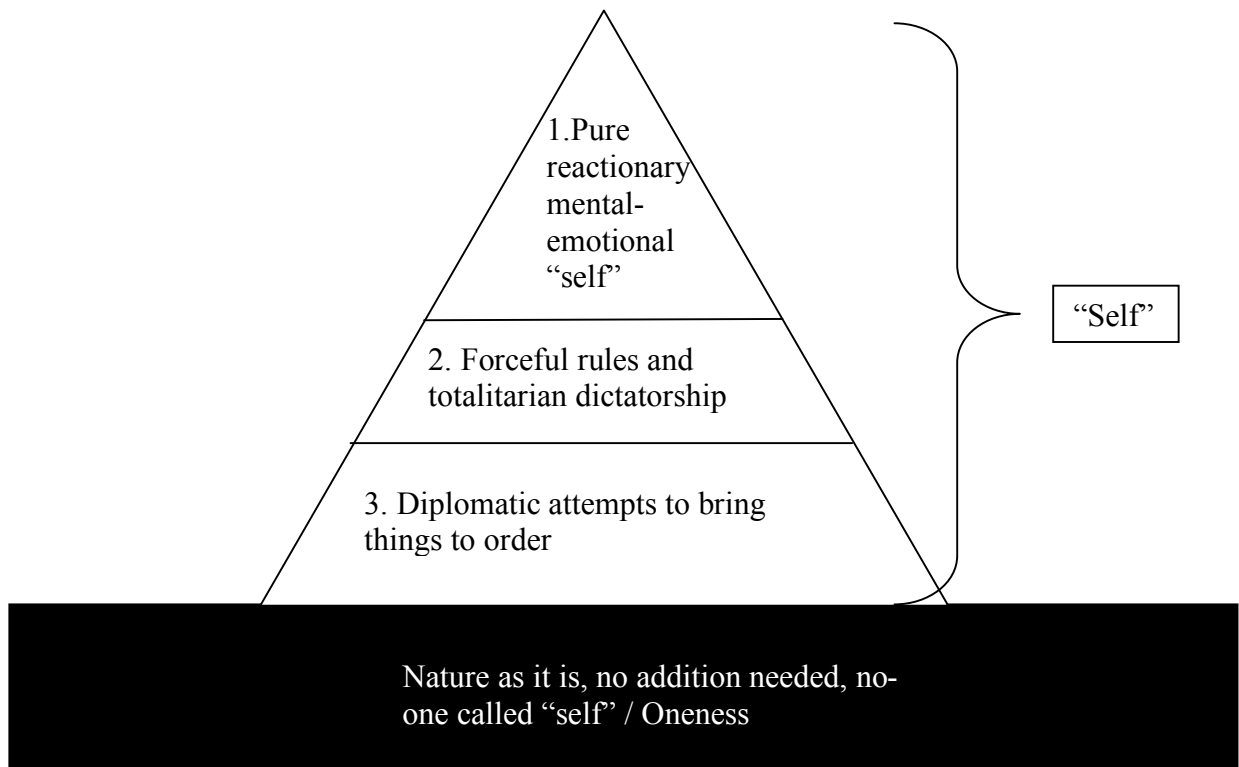 1.Pure
reactionary
mental-
emotional
“self”
2. Forceful rules and
totalitarian dictatorship
3. Diplomatic attempts to bring
things to order
“Self”
Nature as it is, no addition needed, no-
one called “self” / Oneness